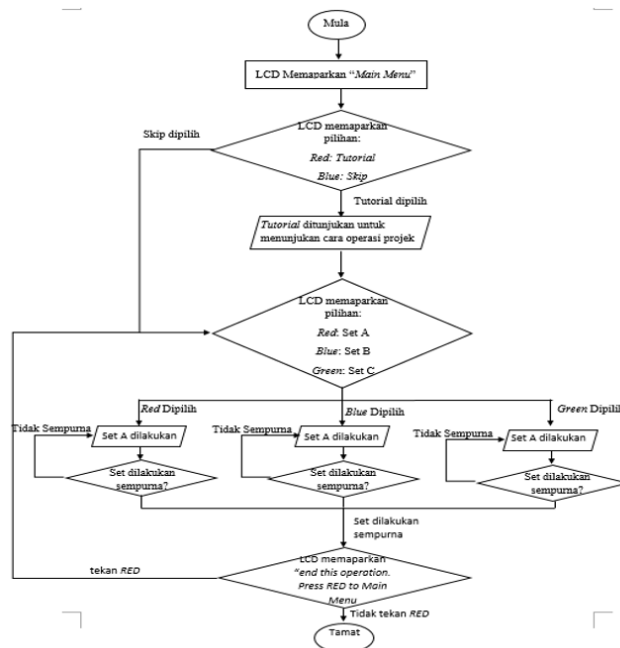 Mula
LCD Memaparkan “Main Menu”
Skip dipilih
LCD memaparkan
pilihan:
Red: Tutorial
Blue: Skip
Tutorial dipilih
Tutorial ditunjukan untuk
menunjukan cara operasi projek
LCD memaparkan
pilihan:
Red: Set A
Blue: Set B
Green: Set C
Red Dipilih
Blue Dipilih
Green Dipilih
Tidak Sempurna
Set A dilakukan
Tidak Sempurna
Set A dilakukan
Tidak Sempurna
Set A dilakukan
Set dilakukan
sempurna?
Set dilakukan
sempurna?
Set dilakukan
sempurna?
Set dilakukan
sempurna
tekan RED
LCD memaparkan
“end this operation.
Press RED to Main
Menu
Tidak tekan RED
Tamat